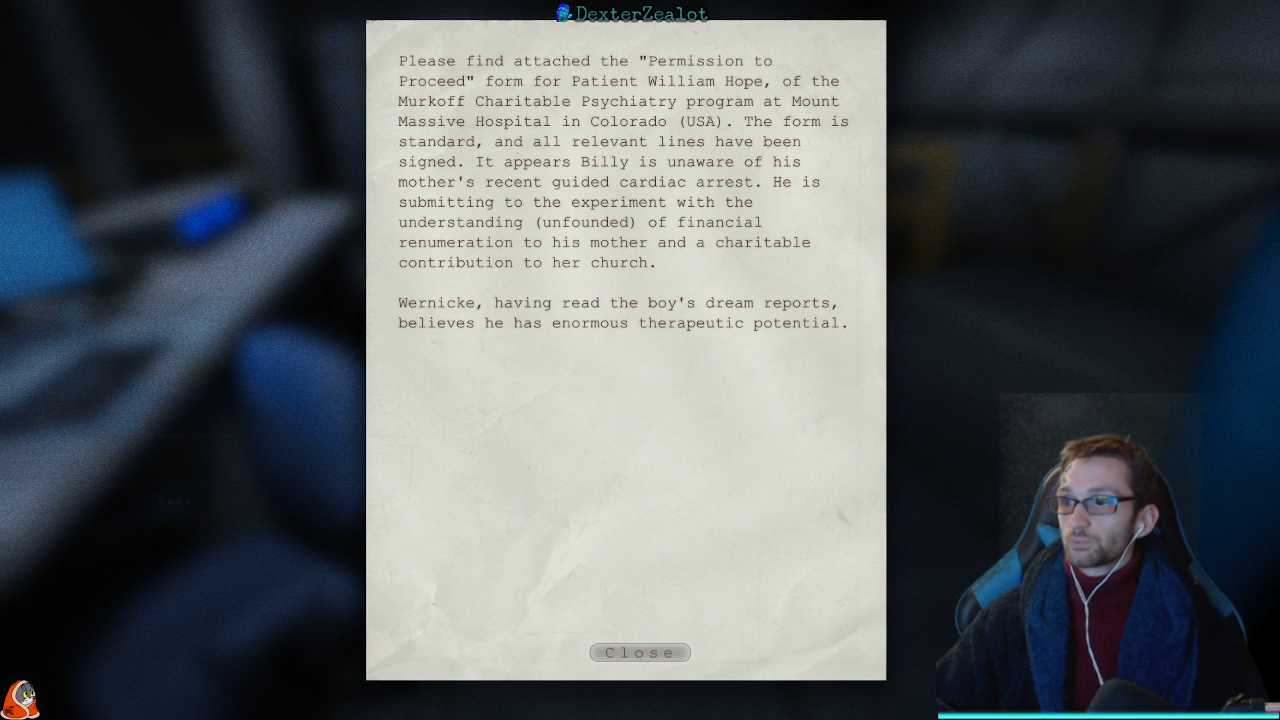 DexterZealot
Please find attached the "Permission to
Proceed" form for Patient William Hope, of the
Murkoff Charitable Psychiatry program at Mount
Massive Hospital in Colorado (USA). The form is
standard, and all relevant lines have been
signed. It appears Billy is unaware of his
mother's recent guided cardiac arrest. He is
submitting to the experiment with the
understanding (unfounded) of financial
renumeration to his mother and a charitable
contribution to her church.
Wernicke, having read the boy's dream reports,
believes he has enormous therapeutic potential.
Close